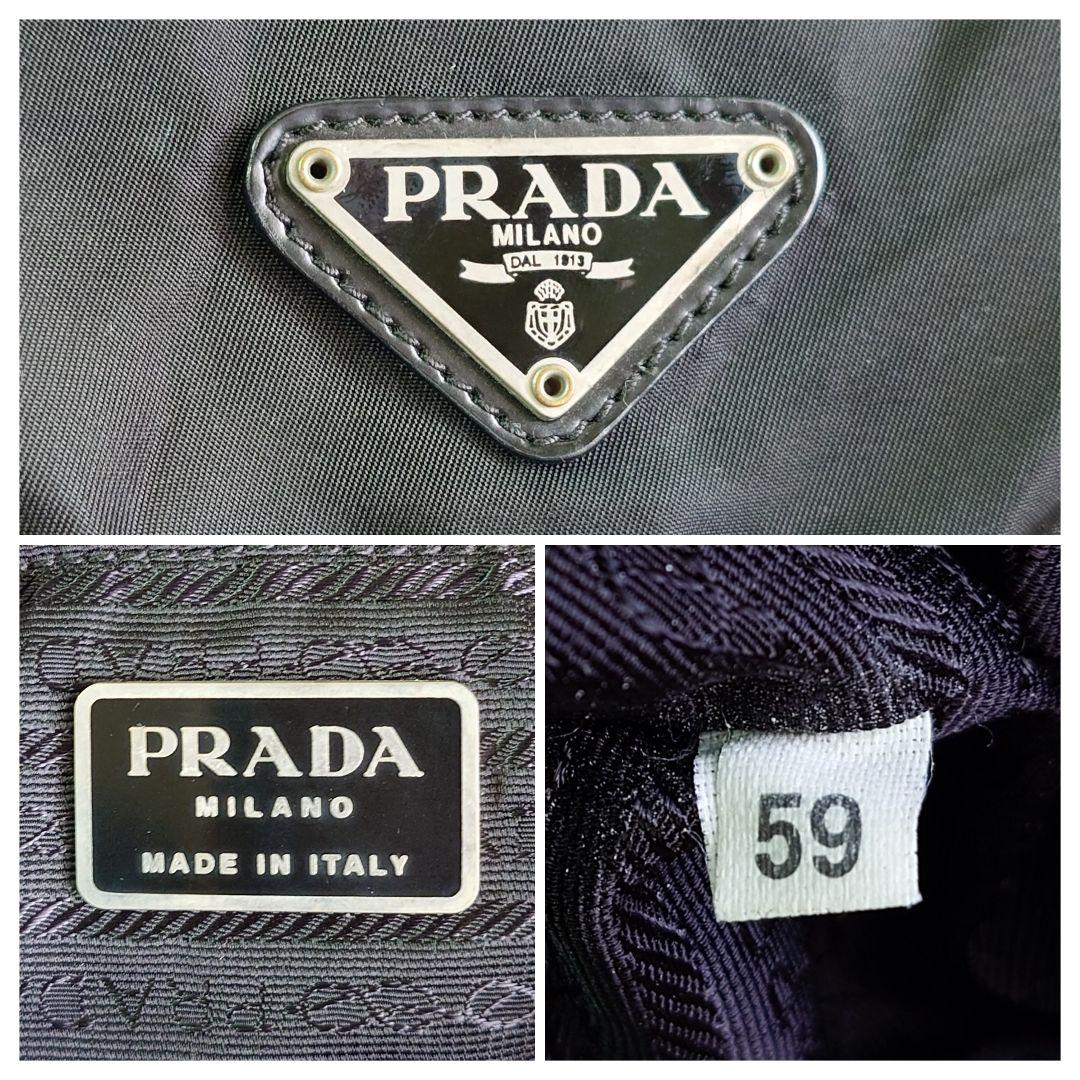 PRADA
MILANO
DAL 1913
PRADA
MILANO
MADE IN ITALY
59